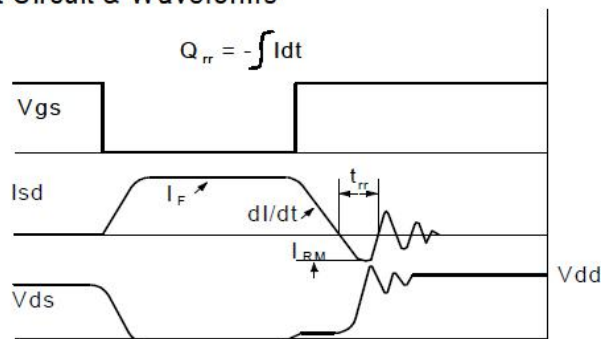 Circuit & Waveforms
Q rr = -∫Idt
Vgs
Isd
I F
dI/dt
t rr
I RM
Vds
Vdd